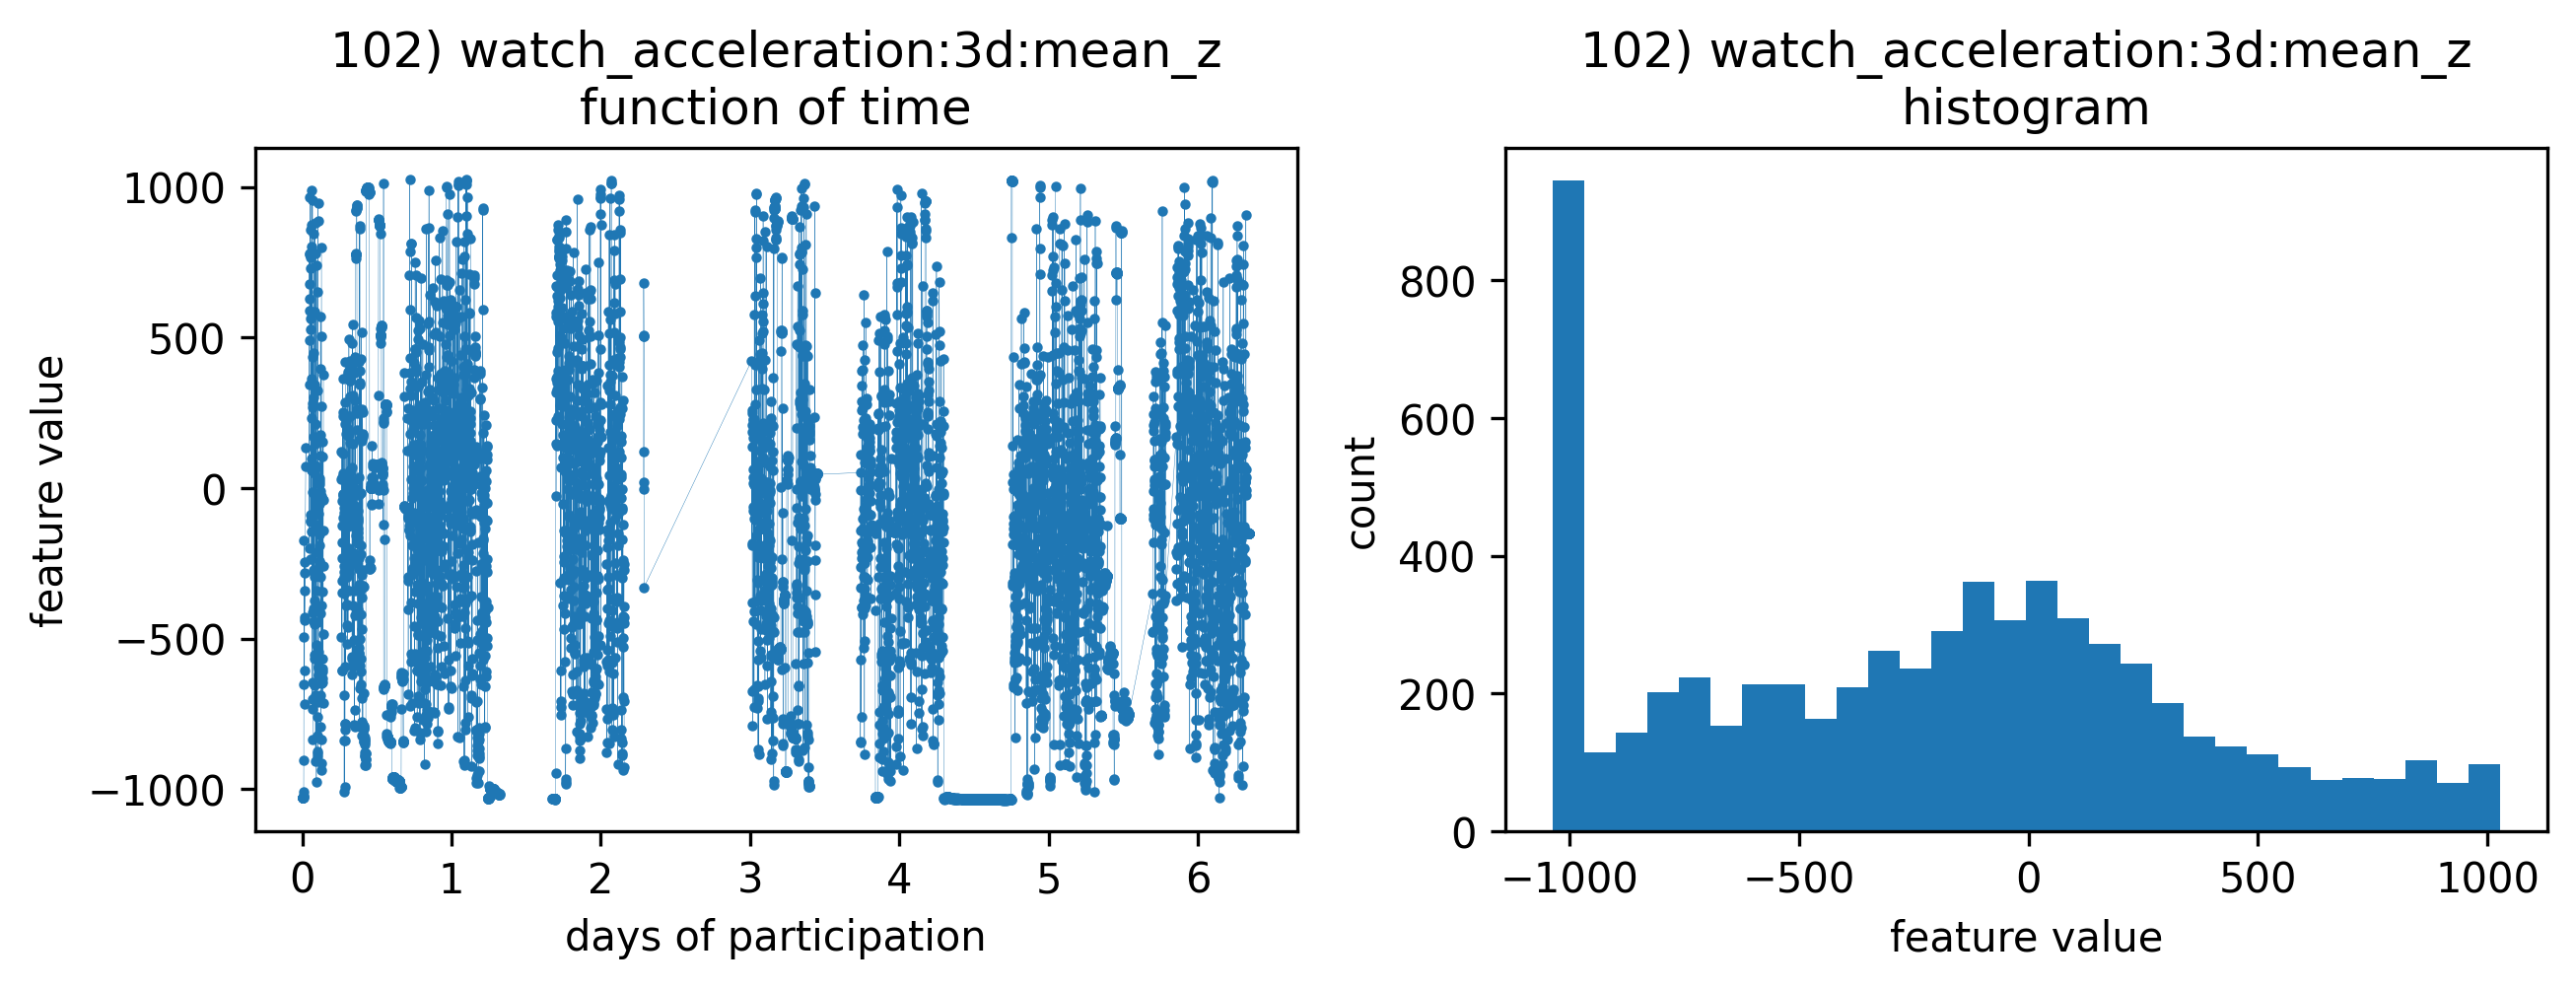 102) watch_acceleration:3d:mean_z
function of time
1000
500
0
−500
−1000
feature value
0 1 2 3 4 5 6
days of participation
102) watch_acceleration:3d:mean_z
histogram
800
600
400
200
0
count
−1000 −500 0 500 1000
feature value